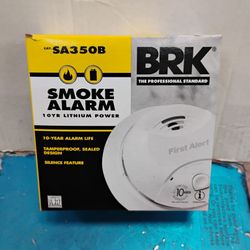 CAT. SA350B
SMOKE
ALARM
10YR LITHIUM POWER
10-YEAR ALARM LIFE
TAMPERPROOF, SEALED
DESIGN
SILENCE FEATURE
BRK
THE PROFESSIONAL STANDARD
First Alert
10